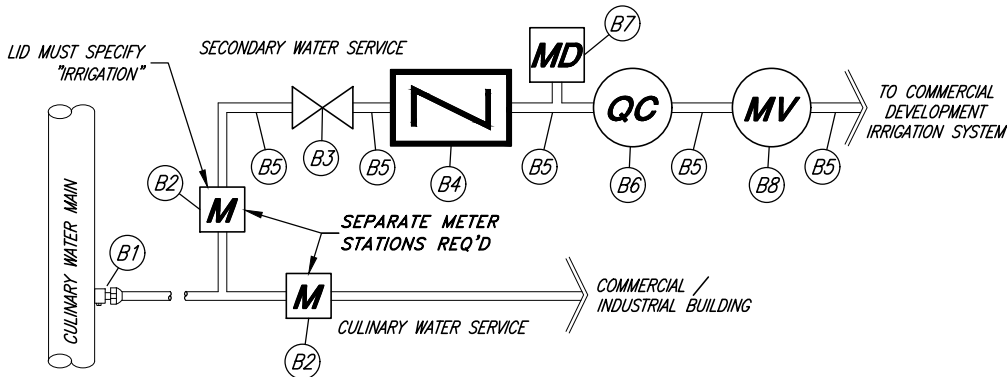 LID MUST SPECIFY
"IRRIGATION"
SECONDARY WATER SERVICE
MD
B7
QC
MV
TO COMMERCIAL
DEVELOPMENT
IRRIGATION SYSTEM
B5
B3
B5
B4
B5
B6
B5
B8
B5
B2
M
SEPARATE METER
STATIONS REQ'D
CULINARY WATER MAIN
B1
M
COMMERCIAL /
INDUSTRIAL BUILDING
CULINARY WATER SERVICE
B2